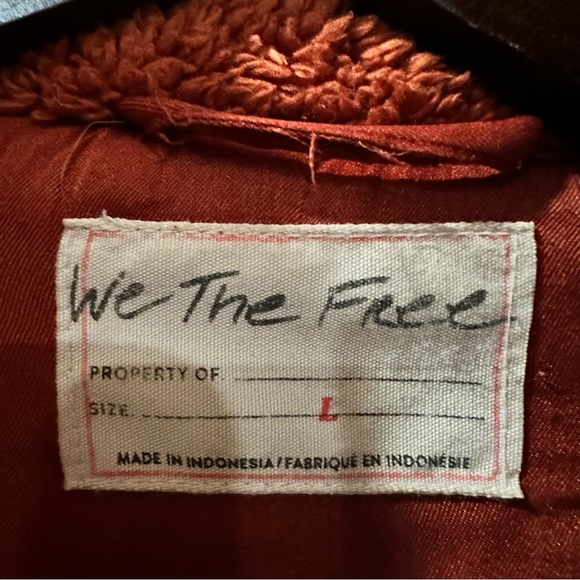 We The Free
PROPERTY OF.
SIZE. L
MADE IN INDONESIA/FABRIQUÉ EN INDONÉSIE